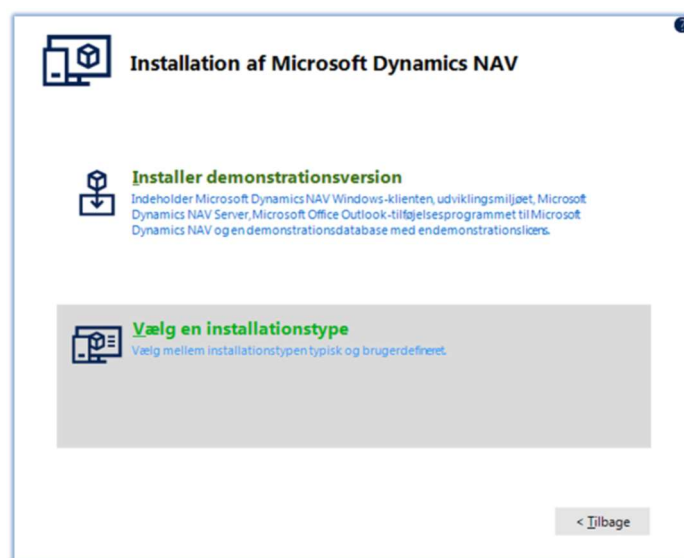 Installation af Microsoft Dynamics NAV
Installer demonstrationsversion
Indeholder Microsoft Dynamics NAV Windows-klienten, udviklingsmiljøet, Microsoft
Dynamics NAV Server, Microsoft Office Outlook-tilføjelsesprogrammet til Microsoft
Dynamics NAV og en demonstrationsdatabase med en demonstrationslicens.
Vælg en installationstype
Vælg mellem installationstypen typisk og brugerdefineret.
< Tilbage